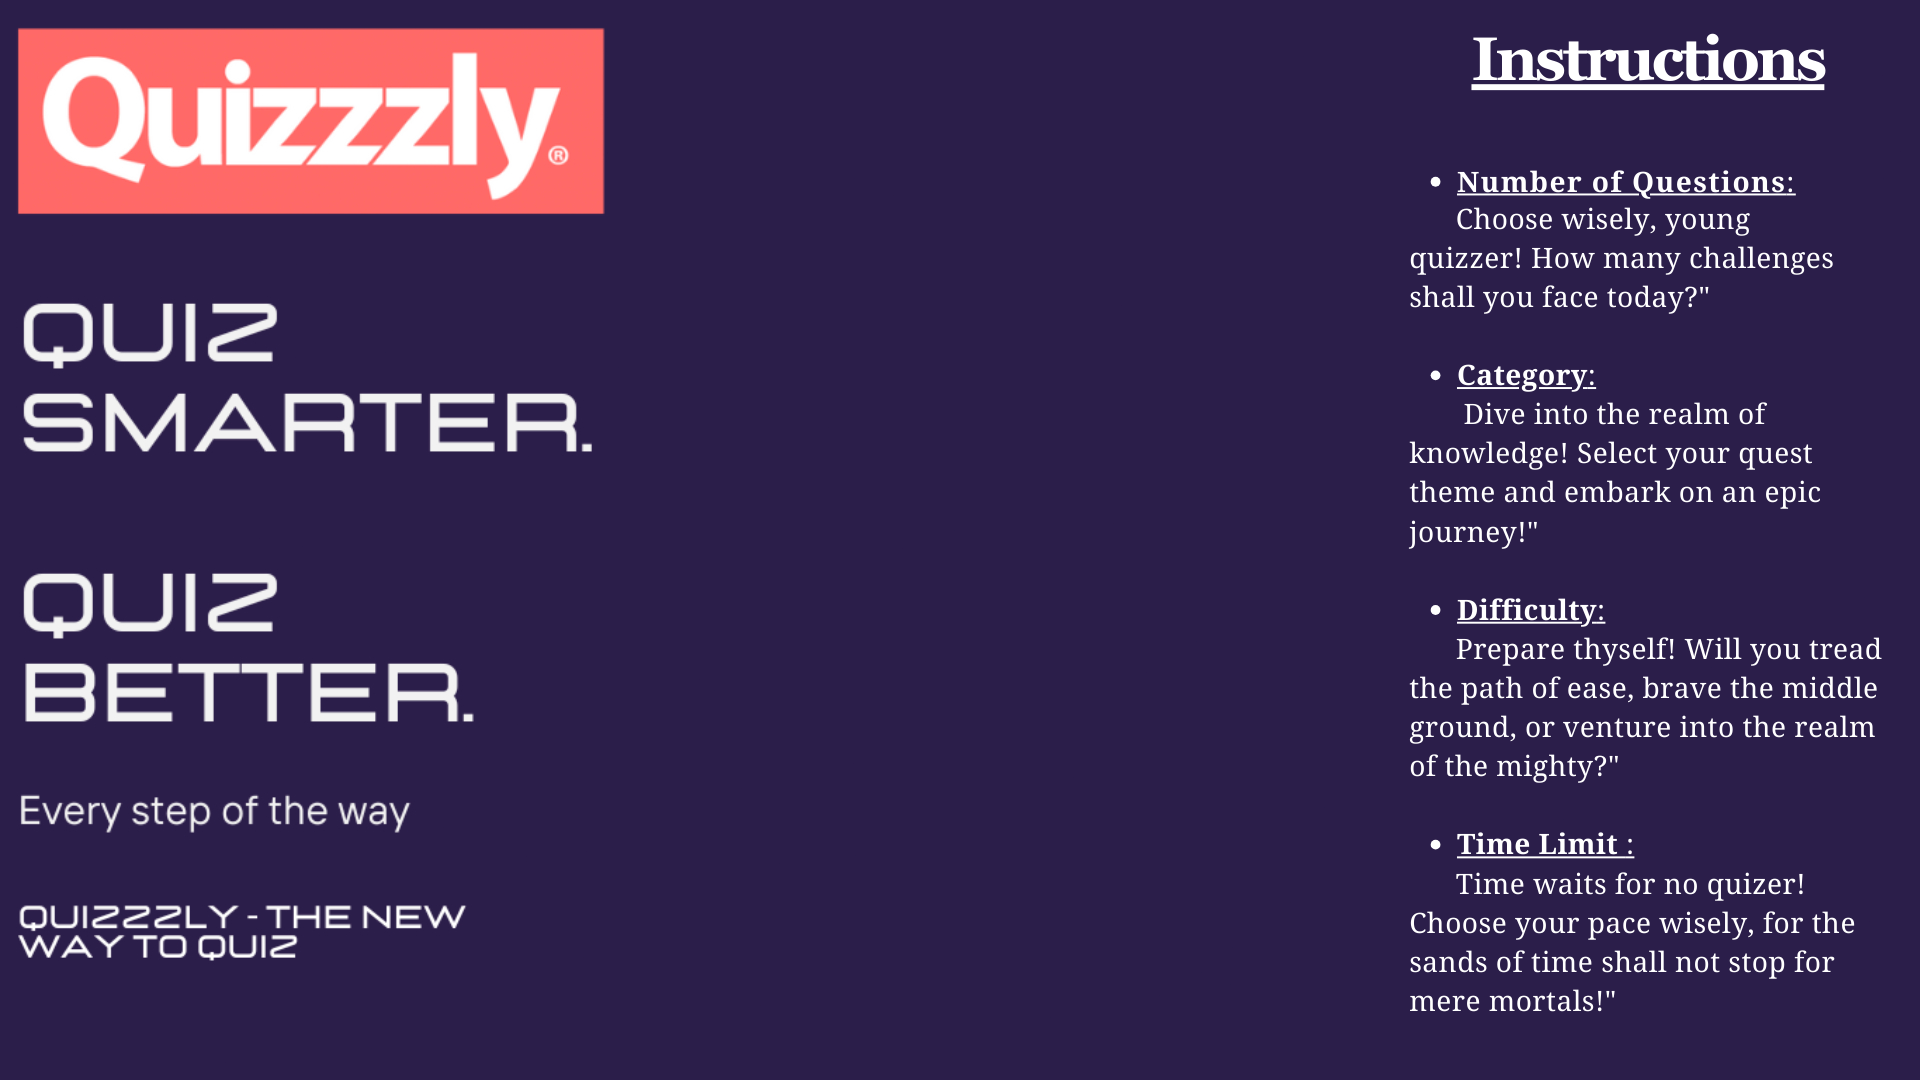 Quizzzly®
QUIZ
SMARTER.
QUIZ
BETTER.
Every step of the way
QUIZZZLY - THE NEW
WAY TO QUIZ
Instructions
• Number of Questions:
Choose wisely, young
quizzer! How many challenges
shall you face today?"
• Category:
Dive into the realm of
knowledge! Select your quest
theme and embark on an epic
journey!"
• Difficulty:
Prepare thyself! Will you tread
the path of ease, brave the middle
ground, or venture into the realm
of the mighty?"
• Time Limit :
Time waits for no quizer!
Choose your pace wisely, for the
sands of time shall not stop for
mere mortals!"